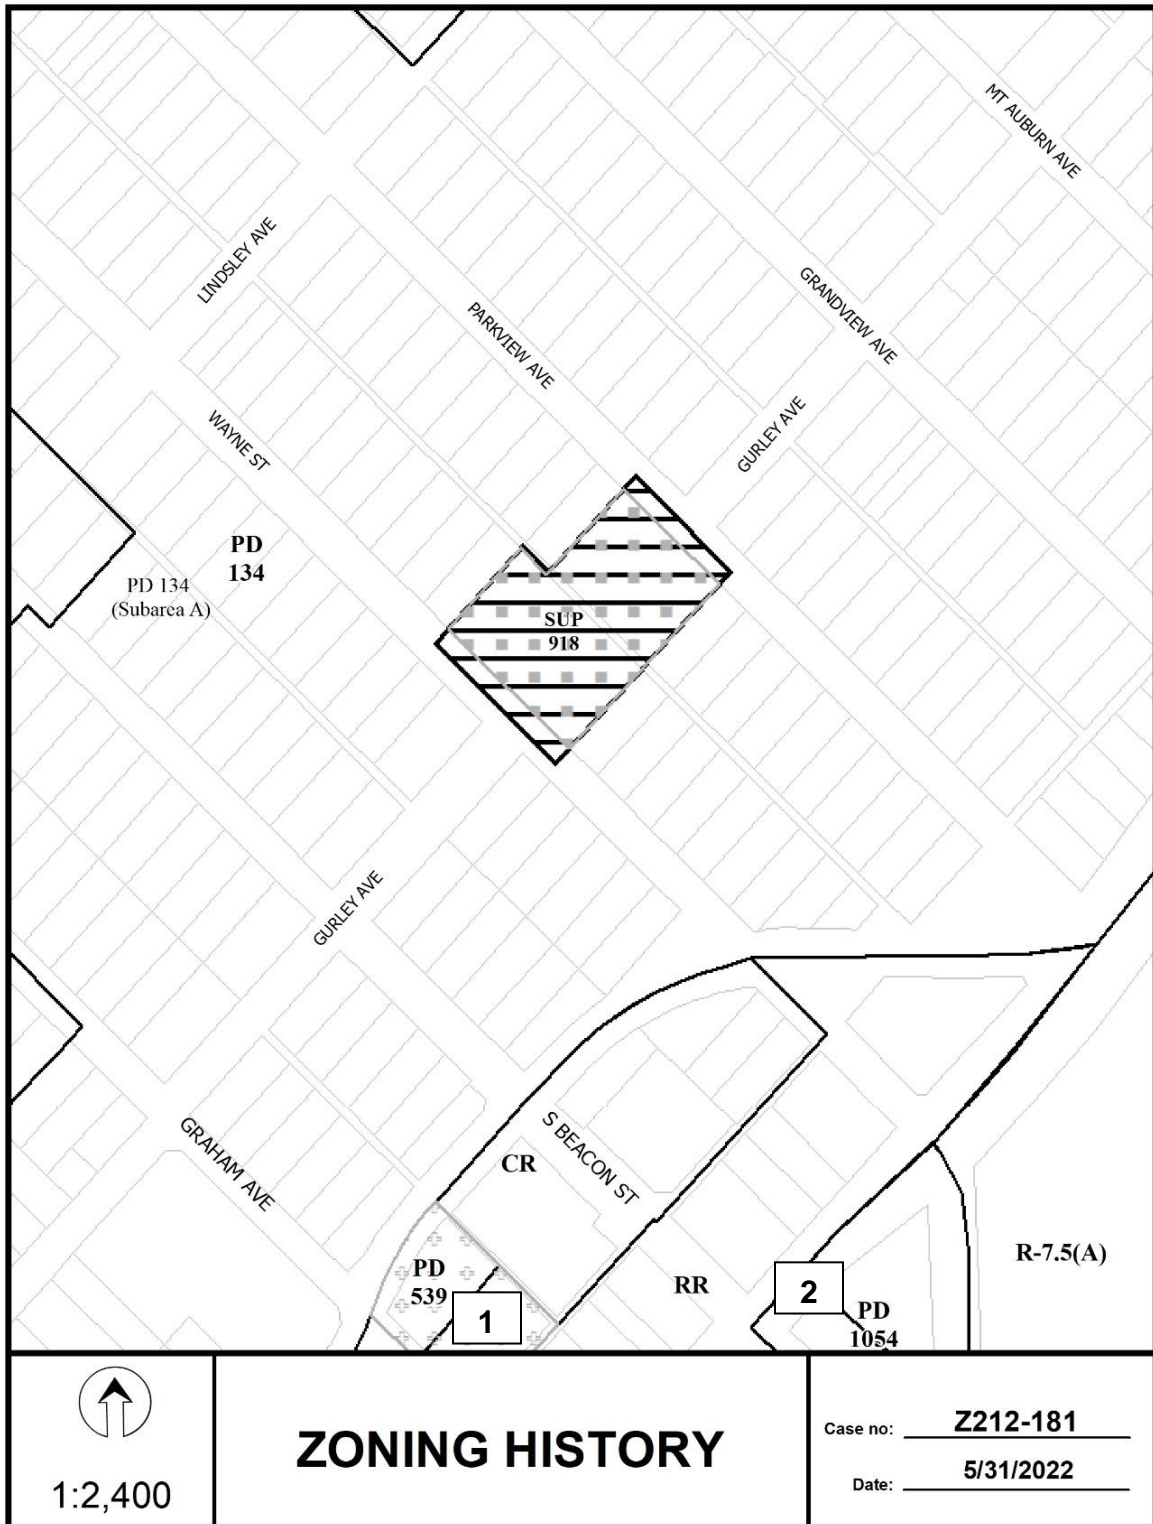 MT AUBURN AVE
LINDSLEY AVE
GRANDVIEW AVE
PARKVIEW AVE
GURLEY AVE
WAYNE ST
PD
134
PD 134
(Subarea A)
SUP
918
GURLEY AVE
GRAHAM AVE
S BEACON ST
CR
PD
539
1
RR
2
R-7.5(A)
PD
1054
1:2,400
ZONING HISTORY
Case no: Z212-181
Date: 5/31/2022